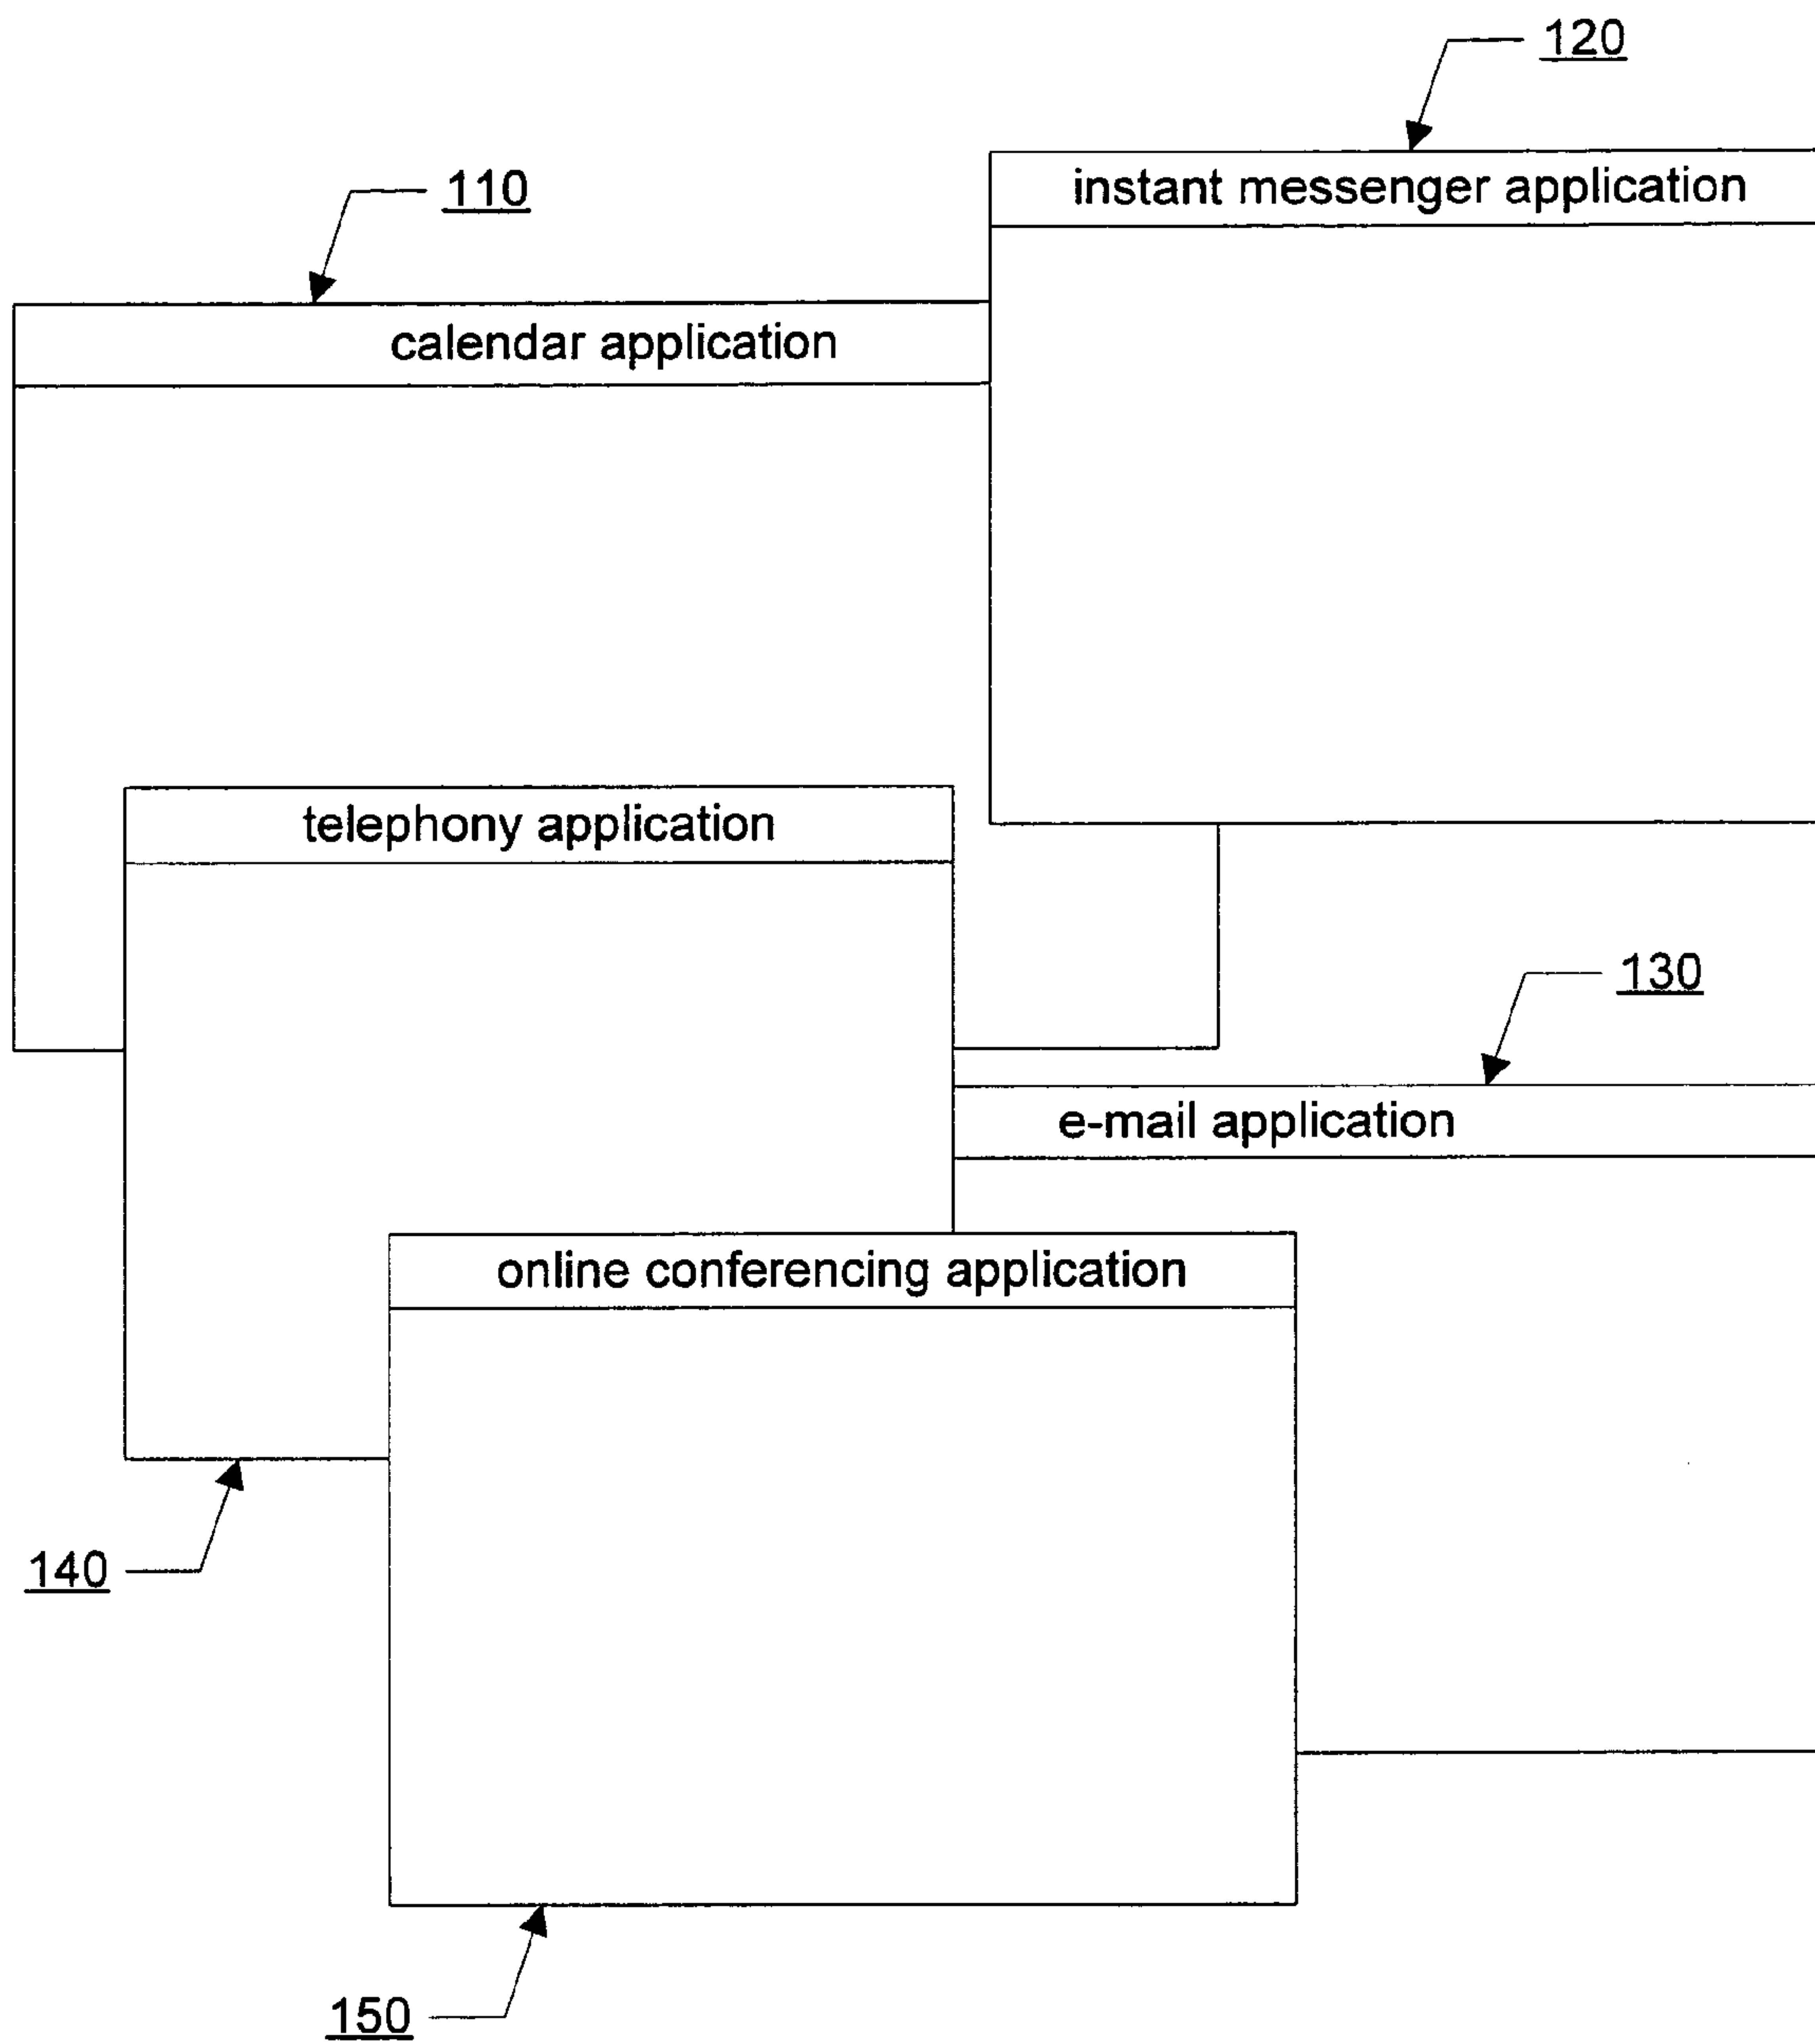 120
instant messenger application
110
calendar application
telephony application
130
e-mail application
online conferencing application
140
150